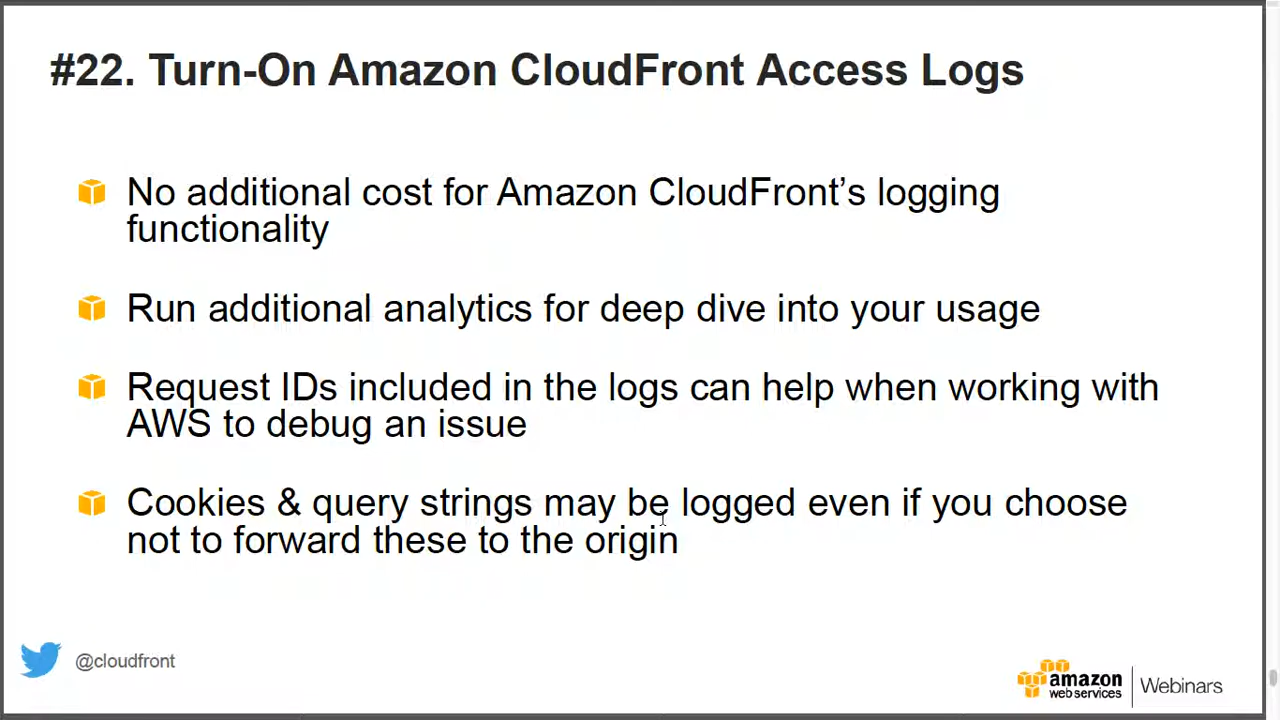 #22. Turn-On Amazon CloudFront Access Logs
No additional cost for Amazon CloudFront’s logging
functionality
Run additional analytics for deep dive into your usage
Request IDs included in the logs can help when working with
AWS to debug an issue
Cookies & query strings may be logged even if you choose
not to forward these to the origin
@cloudfront
amazon
web services
Webinars